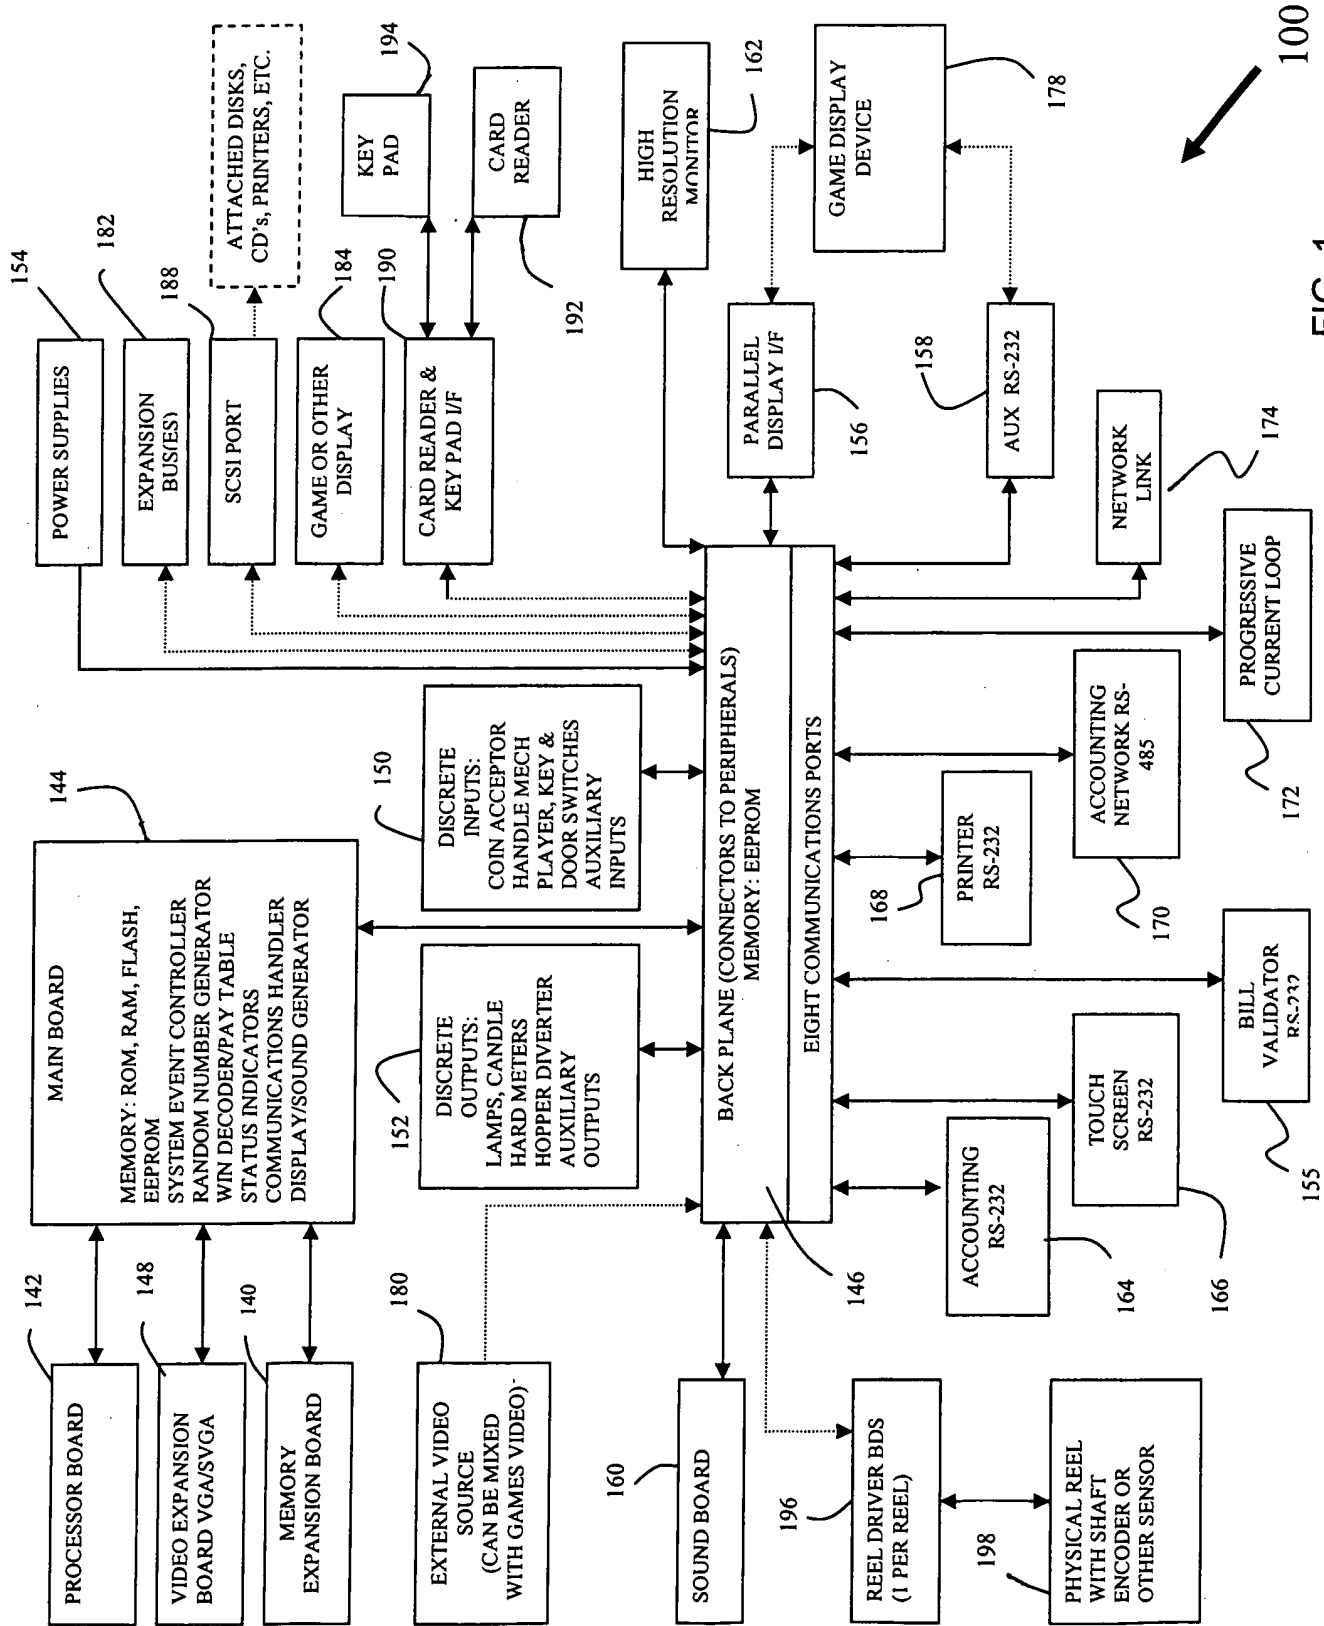 PROCESSOR BOARD
142
VIDEO EXPANSION
BOARD VGA/SVGA
148
MEMORY
EXPANSION BOARD
140
MAIN BOARD
MEMORY: ROM, RAM, FLASH,
EEPROM
SYSTEM EVENT CONTROLLER
RANDOM NUMBER GENERATOR
WIN DECODER/PAY TABLE
STATUS INDICATORS
COMMUNICATIONS HANDLER
DISPLAY/SOUND GENERATOR
144
POWER SUPPLIES
154
EXPANSION
BUS(ES)
182
SCSI PORT
188
ATTACHED DISKS,
CD's, PRINTERS, ETC.
GAME OR OTHER
DISPLAY
184
CARD READER &
KEY PAD I/F
190
KEY
PAD
194
CARD
READER
192
EXTERNAL VIDEO
SOURCE
(CAN BE MIXED
WITH GAMES VIDEO)-
180
DISCRETE
OUTPUTS:
LAMPS, CANDLE
HARD METERS
HOPPER DIVERTER
AUXILIARY
OUTPUTS
152
DISCRETE
INPUTS:
COIN ACCEPTOR
HANDLE MECH
PLAYER, KEY &
DOOR SWITCHES
AUXILIARY
INPUTS
150
HIGH
RESOLUTION
MONITOR
162
SOUND BOARD
160
BACK PLANE (CONNECTORS TO PERIPHERALS)
MEMORY: EEPROM
EIGHT COMMUNICATIONS PORTS
146
PARALLEL
DISPLAY I/F
156
GAME DISPLAY
DEVICE
178
REEL DRIVER BDS
(1 PER REEL)
196
AUX RS-232
158
PHYSICAL REEL
WITH SHAFT
ENCODER OR
OTHER SENSOR
198
ACCOUNTING
RS-232
164
TOUCH
SCREEN
RS-232
166
BILL
VALIDATOR
RS-232
155
PRINTER
RS-232
168
ACCOUNTING
NETWORK RS-
485
170
PROGRESSIVE
CURRENT LOOP
172
NETWORK
LINK
174
100
FIG. 1